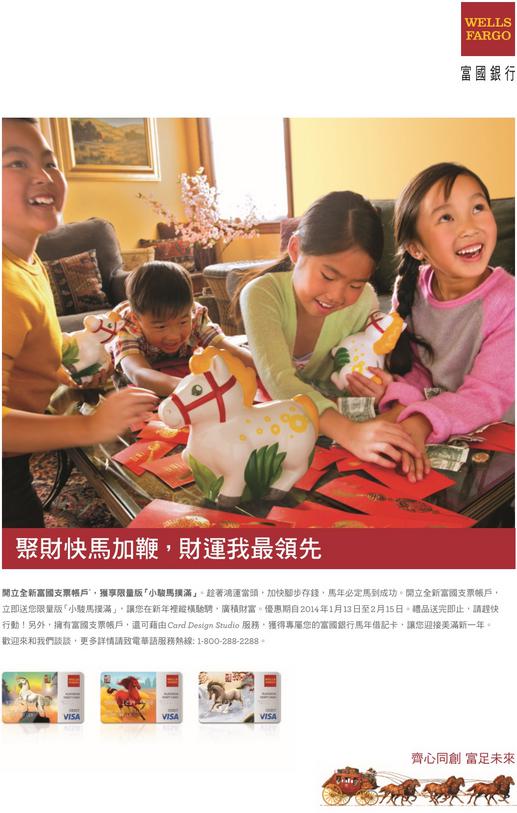 WELLS
FARGO
富國銀行
聚財快馬加鞭，財運我最領先
開立全新富國支票帳戶*，獲享限量版「小駿馬撲滿」。趁著鴻運當頭，加快腳步存錢，馬年必定馬到成功。開立全新富國支票帳戶，
立即送您限量版「小駿馬撲滿」，讓您在新年裡縱橫馳騁，廣積財富。優惠期自2014年1月13日至2月15日。禮品送完即止，請趕快
行動！另外，擁有富國支票帳戶，還可藉由Card Design Studio 服務，獲得專屬您的富國銀行馬年借記卡，讓您迎接美滿新一年。
歡迎來和我們談談，更多詳情請致電華語服務熱線: 1-800-288-2288。
WELLS FARGO
VISA
WELLS FARGO
VISA
WELLS FARGO
VISA
齊心同創 富足未來